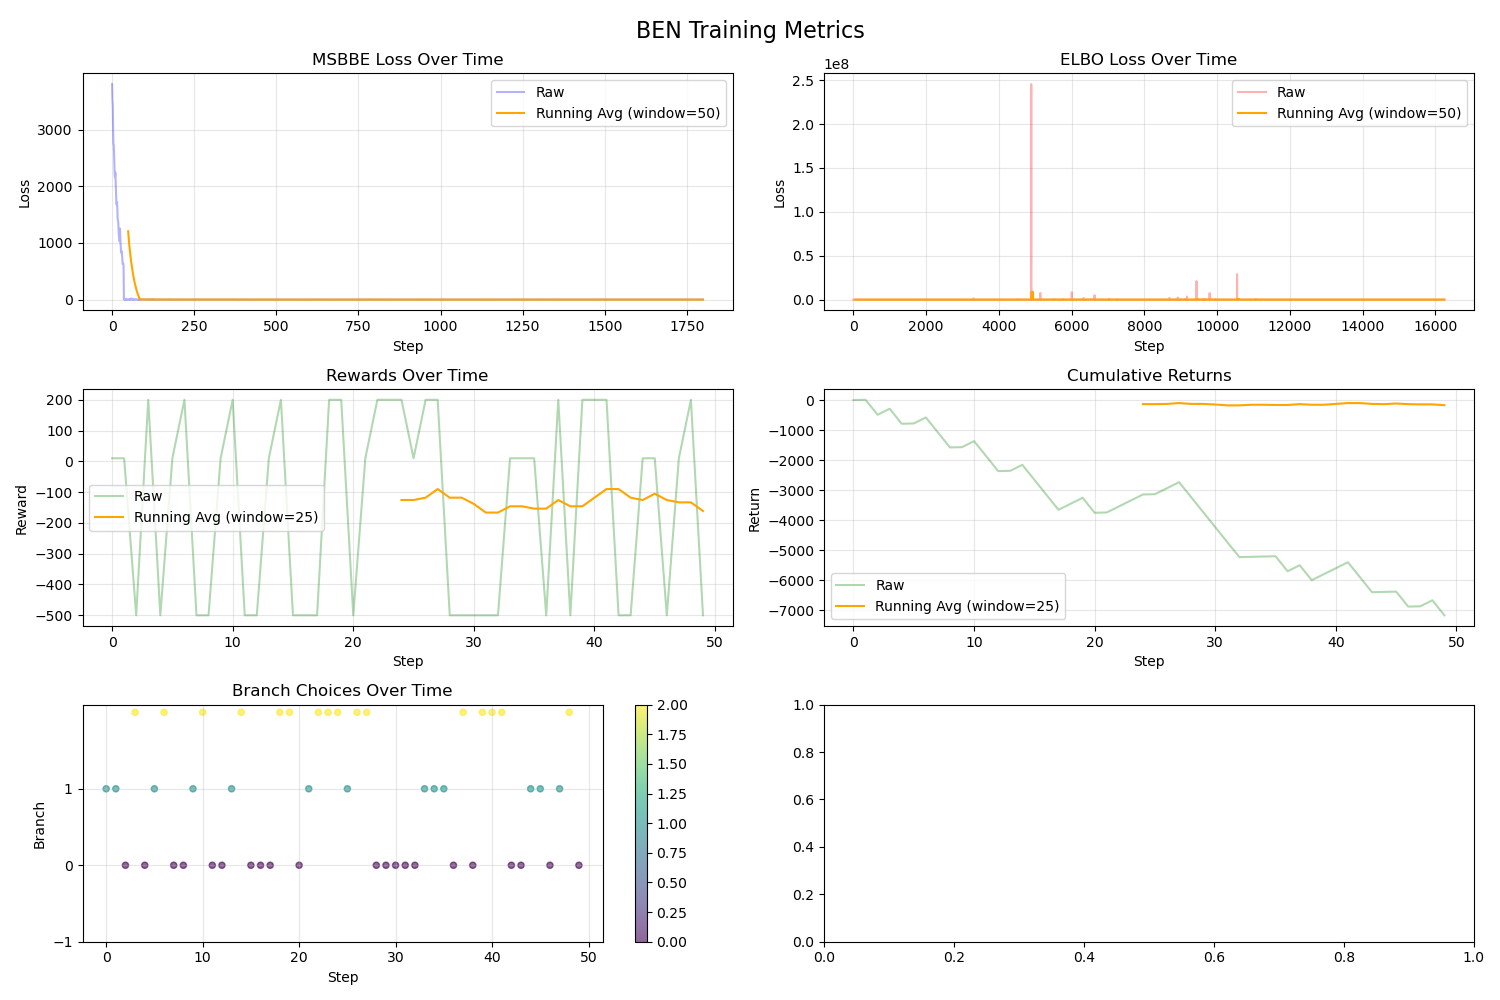 BEN Training Metrics
MSBBE Loss Over Time
Loss
3000
2000
1000
0
Raw
Running Avg (window=50)
0 250 500 750 1000 1250 1500 1750
Step
ELBO Loss Over Time
1e8
Loss
2.5
2.0
1.5
1.0
0.5
0.0
Raw
Running Avg (window=50)
0 2000 4000 6000 8000 10000 12000 14000 16000
Step
Rewards Over Time
Reward
200
100
0
−100
−200
−300
−400
−500
Raw
Running Avg (window=25)
0 10 20 30 40 50
Step
Cumulative Returns
Return
0
−1000
−2000
−3000
−4000
−5000
−6000
−7000
Raw
Running Avg (window=25)
0 10 20 30 40 50
Step
Branch Choices Over Time
Branch
1
0
−1
0 10 20 30 40 50
Step
2.00
1.75
1.50
1.25
1.00
0.75
0.50
0.25
0.00
1.0
0.8
0.6
0.4
0.2
0.0
0.0 0.2 0.4 0.6 0.8 1.0